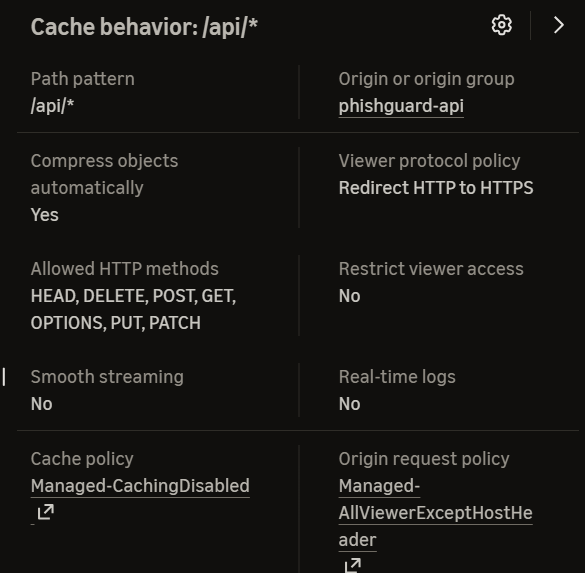 Cache behavior: /api/*
Path pattern
/api/*
Origin or origin group
phishguard-api
Compress objects
automatically
Yes
Viewer protocol policy
Redirect HTTP to HTTPS
Allowed HTTP methods
HEAD, DELETE, POST, GET,
OPTIONS, PUT, PATCH
Restrict viewer access
No
Smooth streaming
No
Real-time logs
No
Cache policy
Managed-CachingDisabled
Origin request policy
Managed-
AllViewerExceptHostHe
ader